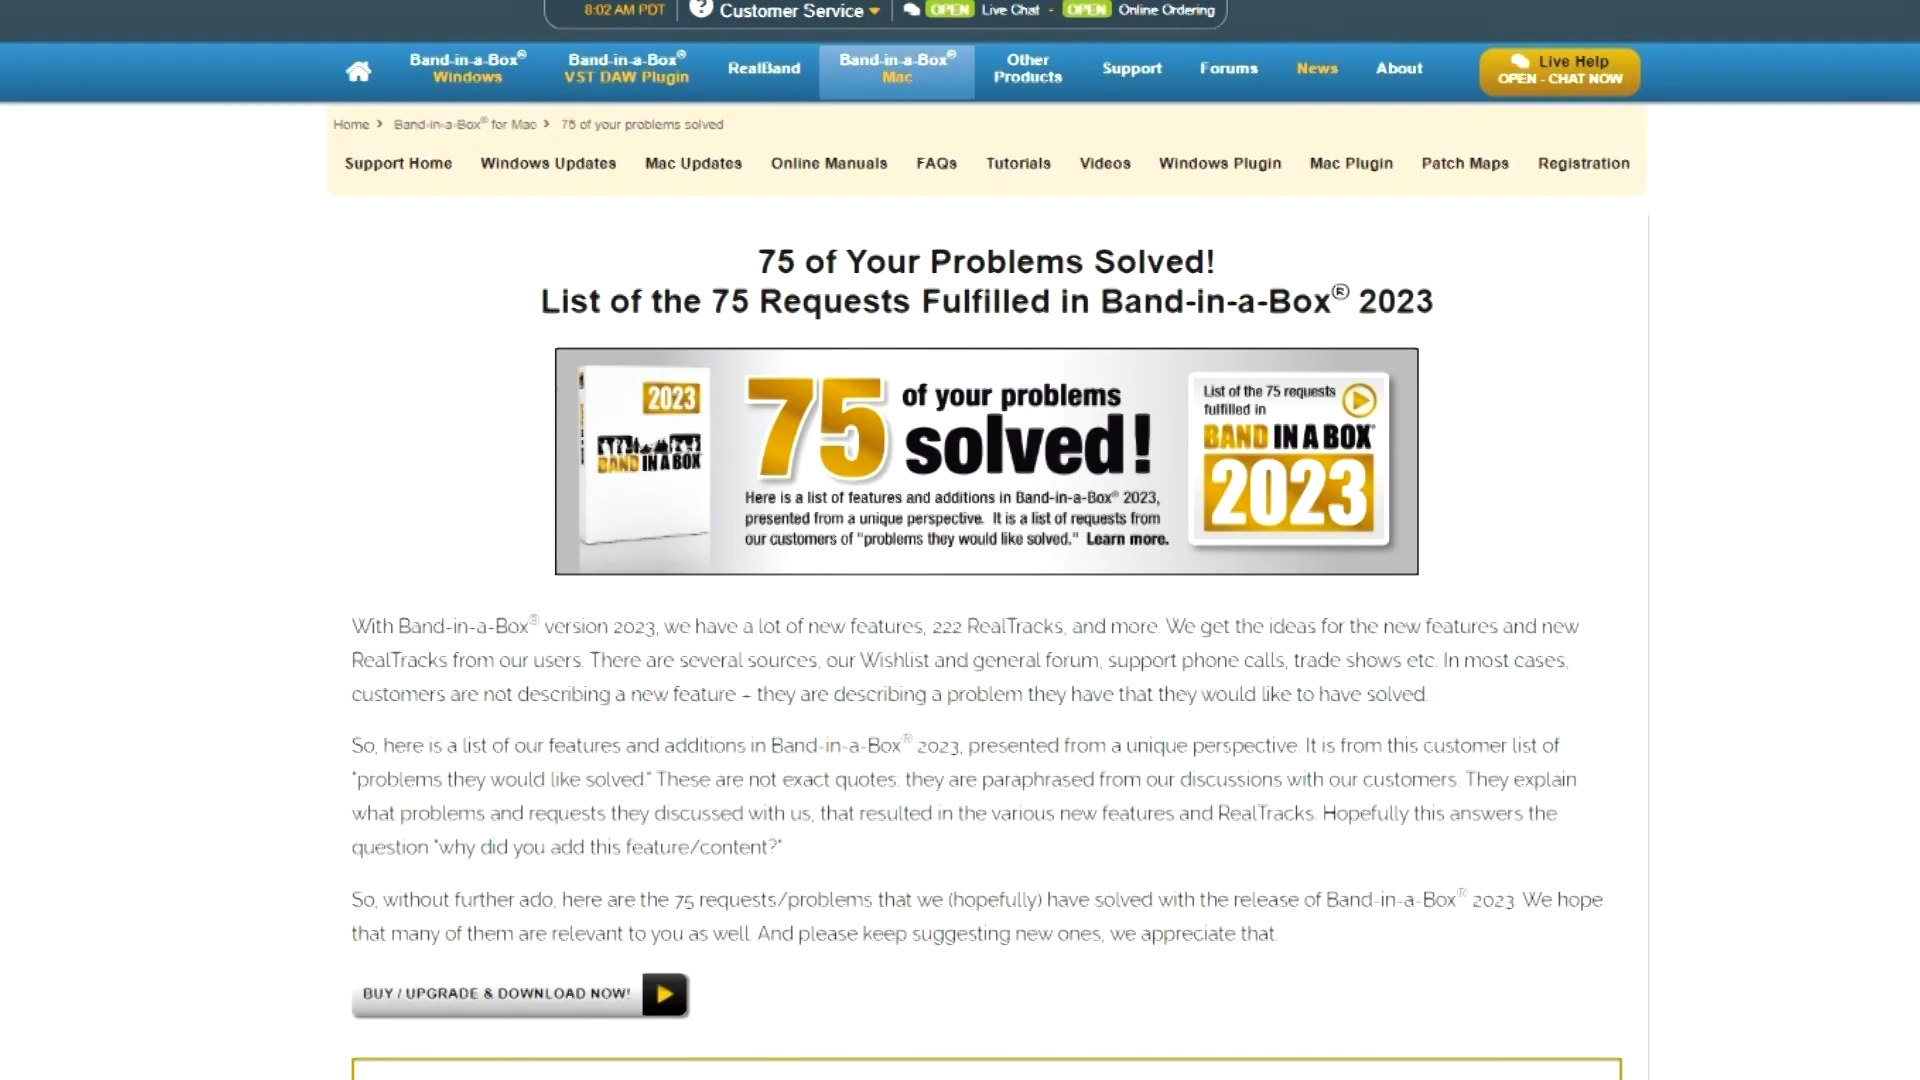 8:02 AM PDT ? Customer Service OPEN Live Chat - OPEN Online Ordering
Band-in-a-Box® Windows
Band-in-a-Box® VST DAW Plugin
RealBand
Band-in-a-Box® Mac
Other Products
Support
Forums
News
About
Live Help
OPEN - CHAT NOW
Home > Band-in-a-Box® for Mac > 75 of your problems solved
Support Home Windows Updates Mac Updates Online Manuals FAQs Tutorials Videos Windows Plugin Mac Plugin Patch Maps Registration
75 of Your Problems Solved!
List of the 75 Requests Fulfilled in Band-in-a-Box® 2023
2023
BAND IN A BOX
75 of your problems
solved!
Here is a list of features and additions in Band-in-a-Box® 2023,
presented from a unique perspective. It is a list of requests from
our customers of "problems they would like solved." Learn more.
List of the 75 requests
fulfilled in
BAND IN A BOX®
2023
With Band-in-a-Box® version 2023, we have a lot of new features, 222 RealTracks, and more. We get the ideas for the new features and new
RealTracks from our users. There are several sources, our Wishlist and general forum, support phone calls, trade shows etc. In most cases,
customers are not describing a new feature – they are describing a problem they have that they would like to have solved.
So, here is a list of our features and additions in Band-in-a-Box® 2023, presented from a unique perspective. It is from this customer list of
"problems they would like solved." These are not exact quotes; they are paraphrased from our discussions with our customers. They explain
what problems and requests they discussed with us, that resulted in the various new features and RealTracks. Hopefully this answers the
question "why did you add this feature/content?"
So, without further ado, here are the 75 requests/problems that we (hopefully) have solved with the release of Band-in-a-Box® 2023. We hope
that many of them are relevant to you as well. And please keep suggesting new ones, we appreciate that.
BUY / UPGRADE & DOWNLOAD NOW!